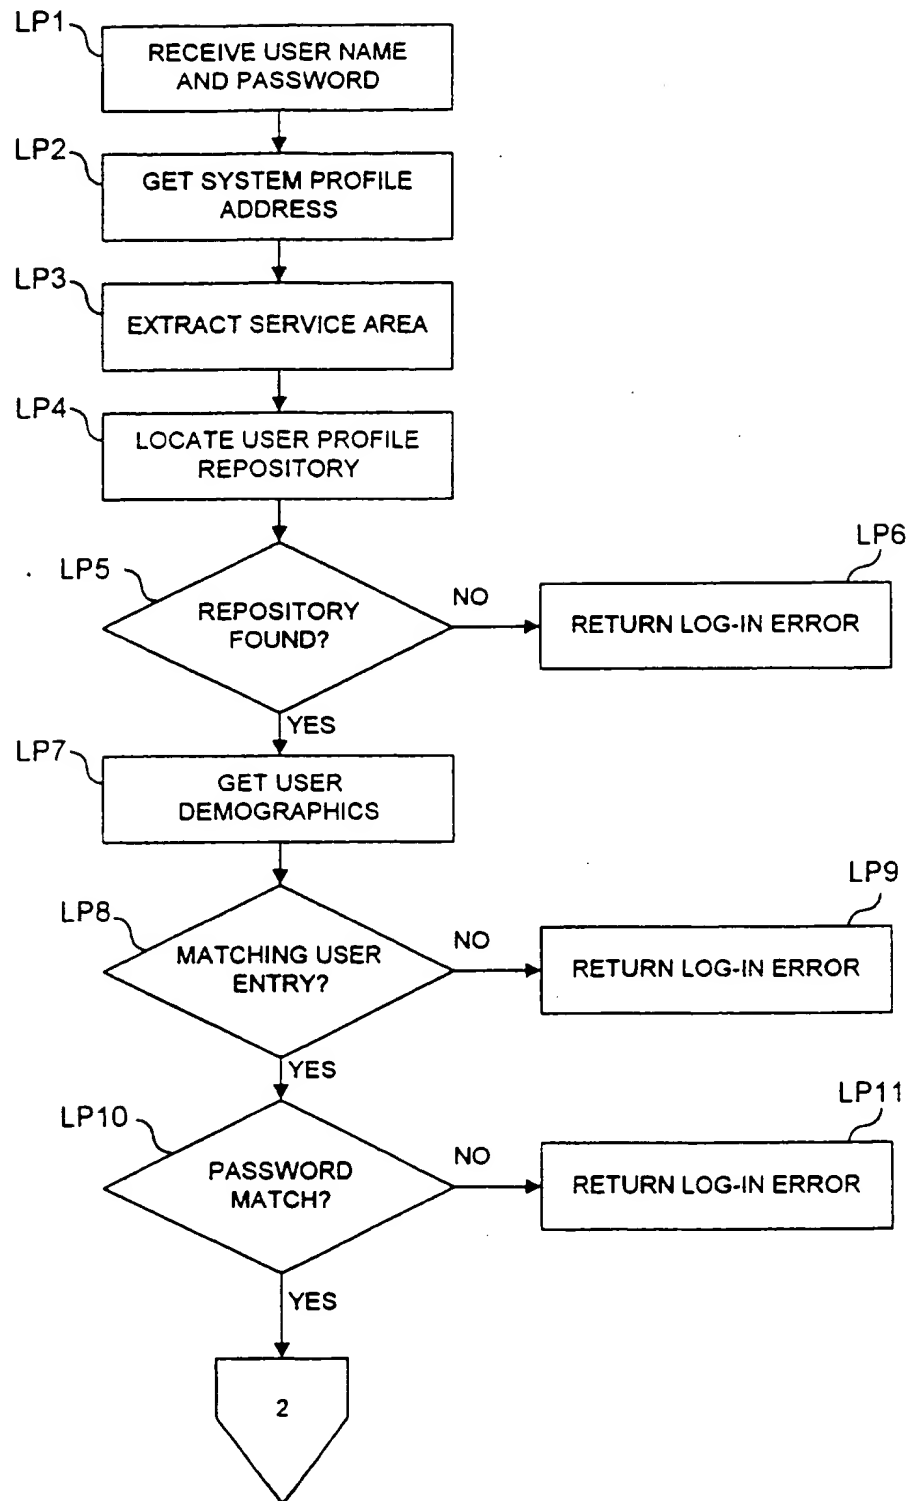 LP1
RECEIVE USER NAME
AND PASSWORD
LP2
GET SYSTEM PROFILE
ADDRESS
LP3
EXTRACT SERVICE AREA
LP4
LOCATE USER PROFILE
REPOSITORY
LP5
REPOSITORY
FOUND?
NO
LP6
RETURN LOG-IN ERROR
YES
LP7
GET USER
DEMOGRAPHICS
LP8
MATCHING USER
ENTRY?
NO
LP9
RETURN LOG-IN ERROR
YES
LP10
PASSWORD
MATCH?
NO
LP11
RETURN LOG-IN ERROR
YES
2